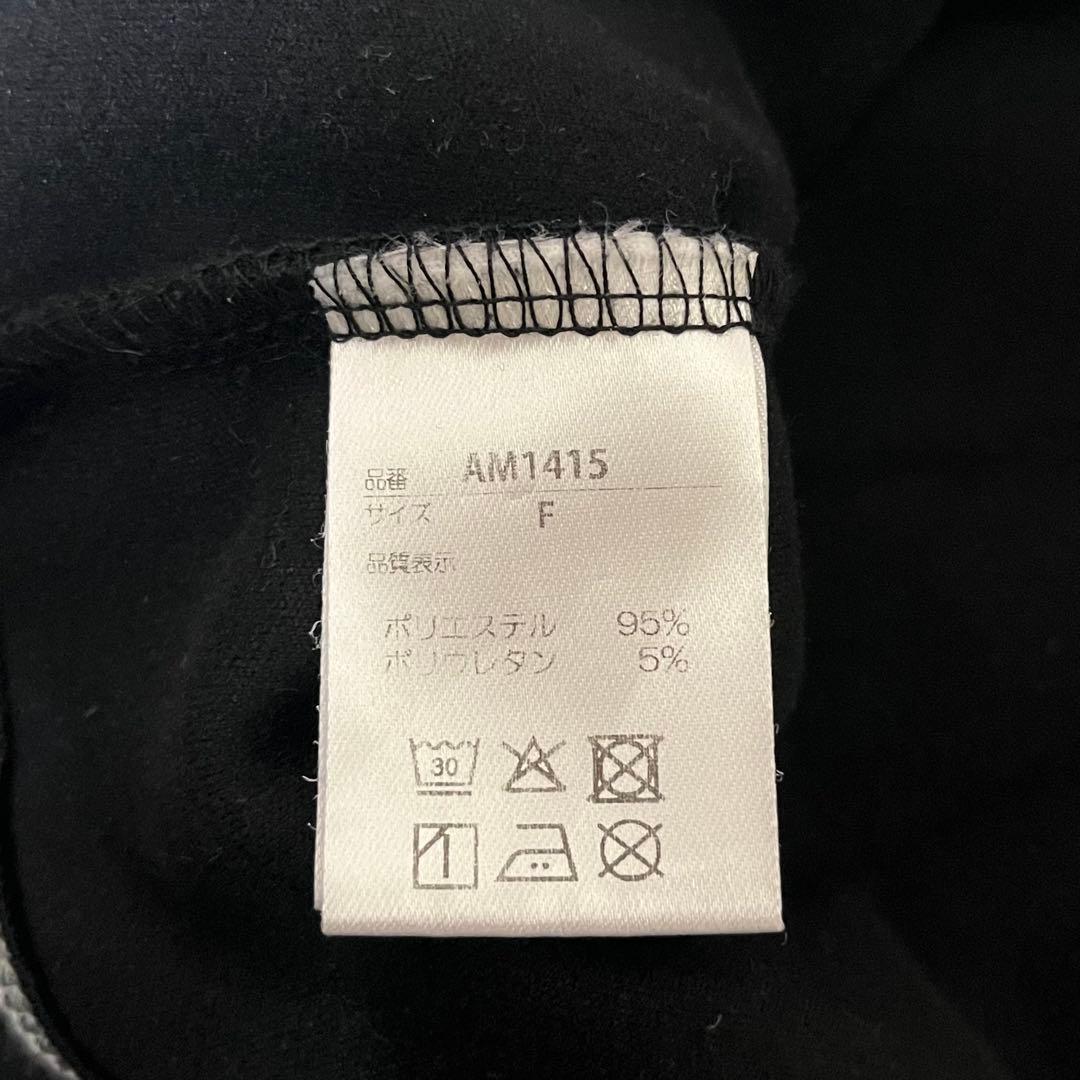 品番 AM1415
サイズ F
品質表示
ポリエステル 95%
ポリウレタン 5%
30